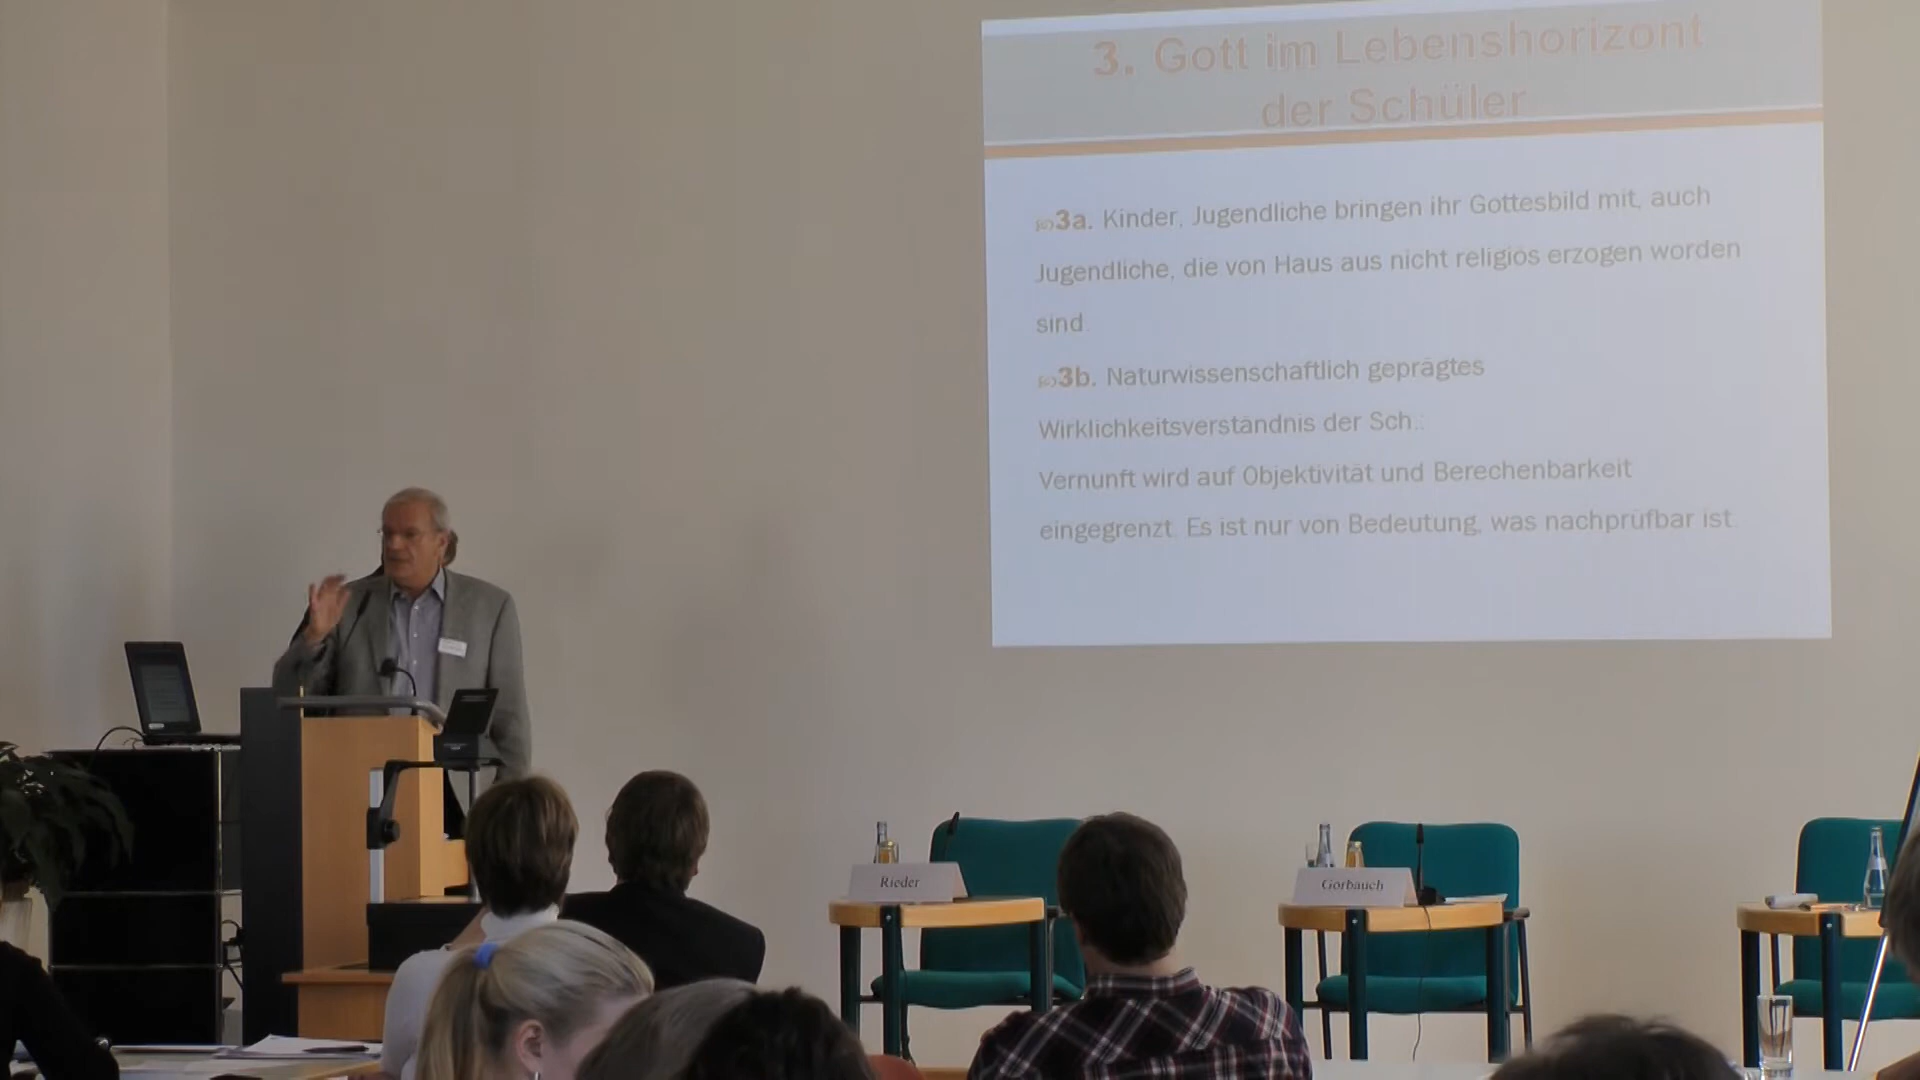 3. Gott im Lebenshorizont
der Schüler
3a. Kinder, Jugendliche bringen ihr Gottesbild mit, auch
Jugendliche, die von Haus aus nicht religiös erzogen worden
sind.
3b. Naturwissenschaftlich geprägtes
Wirklichkeitsverständnis der Sch.:
Vernunft wird auf Objektivität und Berechenbarkeit
eingegrenzt. Es ist nur von Bedeutung, was nachprüfbar ist.
Rieder
Gorbauch